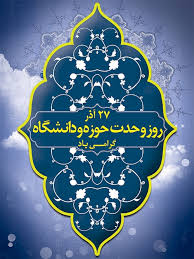 ۲۷ آذر
روز وحدت حوزه و دانشگاه
گرامی باد